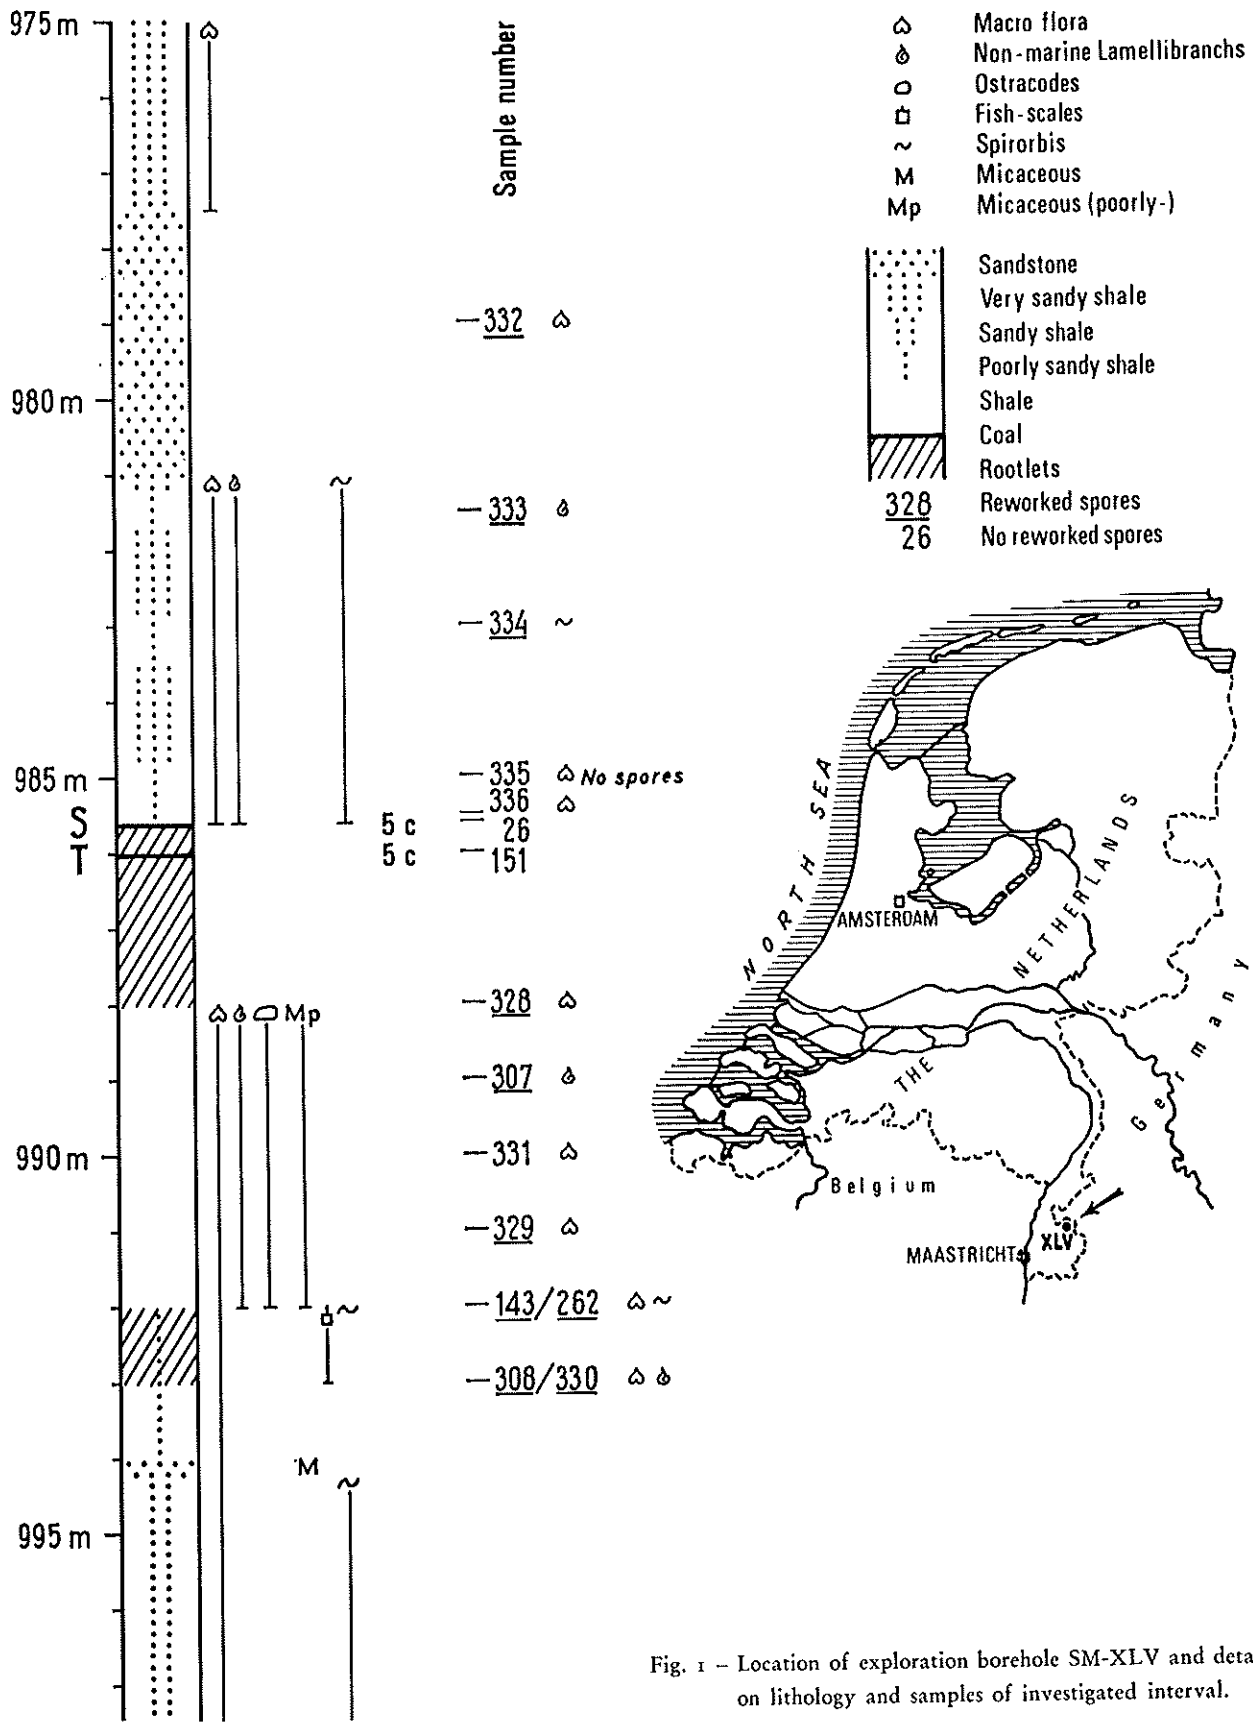 975 m
980 m
985 m
S
T
990 m
995 m
5 c
5 c
Mp
M
Sample number
332
333
334
335 No spores
336
26
151
328
307
331
329
143/262
308/330
Macro flora
Non-marine Lamellibranchs
Ostracodes
Fish-scales
Spirorbis
M Micaceous
Mp Micaceous (poorly-)
Sandstone
Very sandy shale
Sandy shale
Poorly sandy shale
Shale
Coal
Rootlets
328 Reworked spores
26 No reworked spores
NORTH SEA
AMSTERDAM
THE NETHERLANDS
Germany
Belgium
MAASTRICHT
XLV
Fig. 1 – Location of exploration borehole SM-XLV and deta
on lithology and samples of investigated interval.